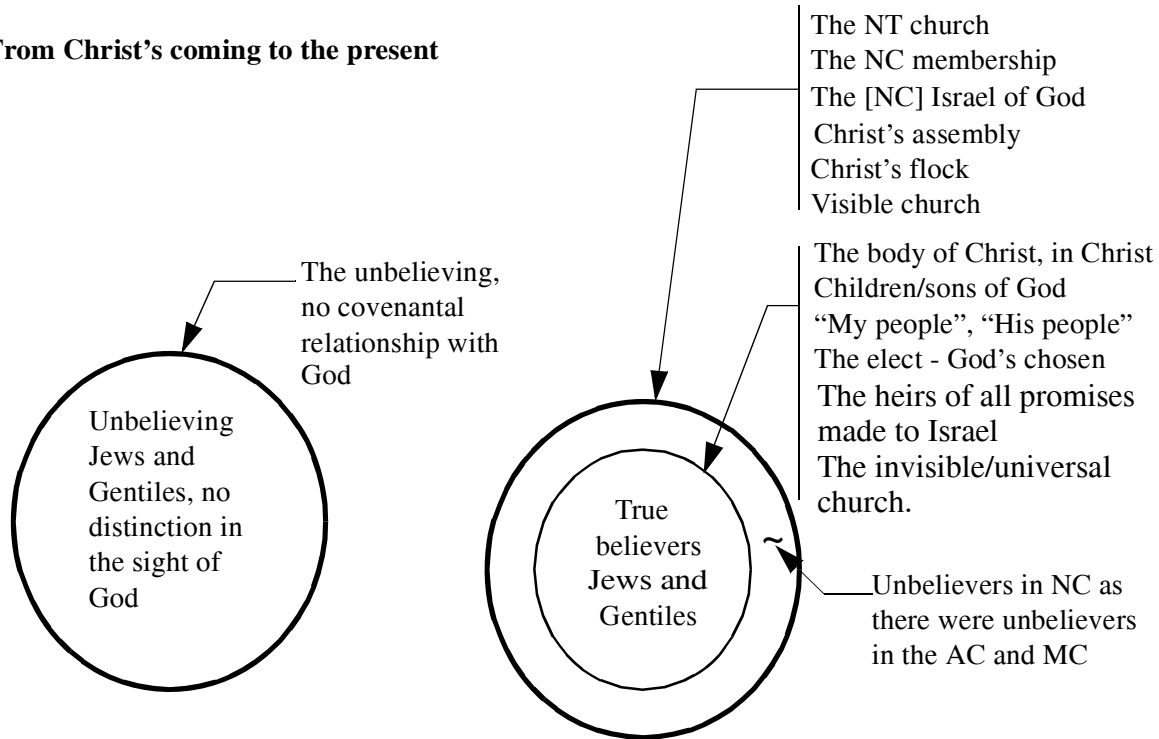 From Christ's coming to the present
The NT church
The NC membership
The [NC] Israel of God
Christ's assembly
Christ's flock
Visible church
The body of Christ, in Christ
Children/sons of God
“My people”, “His people”
The elect - God's chosen
The heirs of all promises
made to Israel
The invisible/universal
church.
The unbelieving,
no covenantal
relationship with
God
Unbelieving
Jews and
Gentiles, no
distinction in
the sight of
God
True
believers
Jews and
Gentiles
~
Unbelievers in NC as
there were unbelievers
in the AC and MC